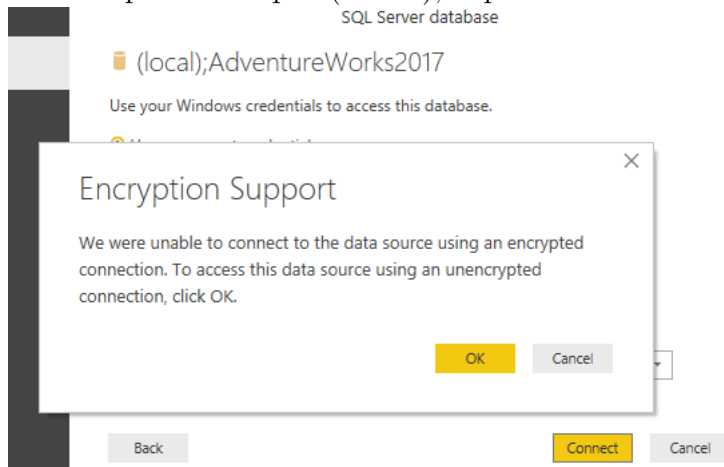 SQL Server database
(local);AdventureWorks2017
Use your Windows credentials to access this database.
Encryption Support
We were unable to connect to the data source using an encrypted
connection. To access this data source using an unencrypted
connection, click OK.
OK Cancel
Back Connect Cancel